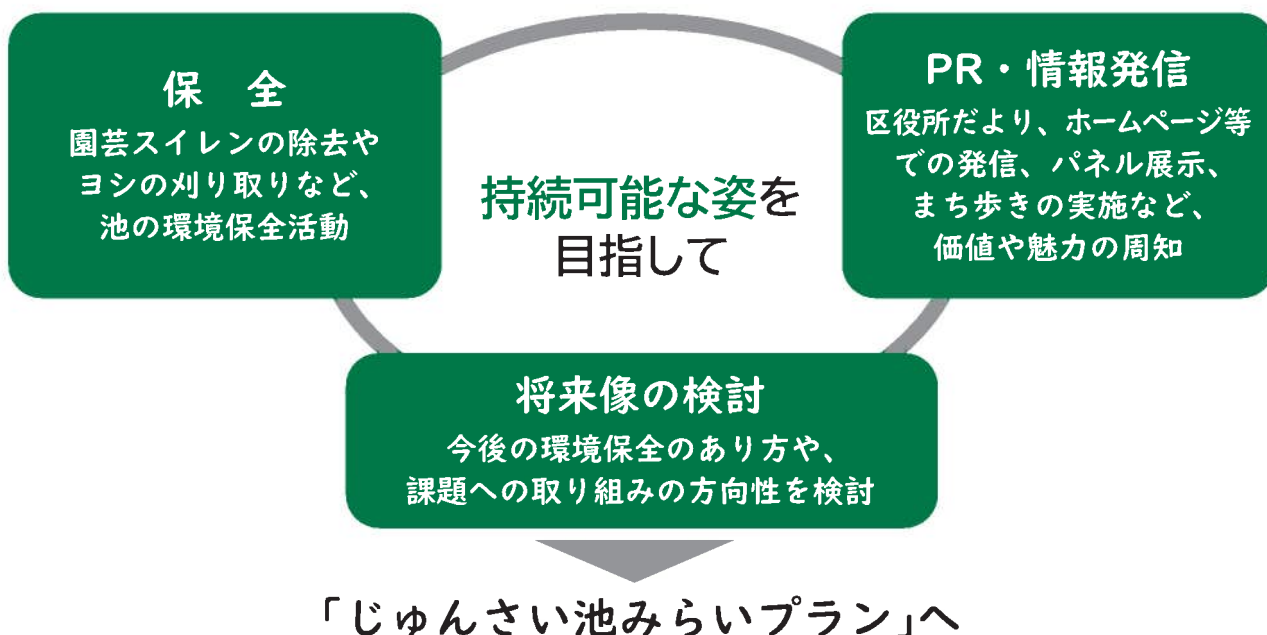 保　全
園芸スイレンの除去や
ヨシの刈り取りなど、
池の環境保全活動
PR・情報発信
区役所だより、ホームページ等
での発信、パネル展示、
まち歩きの実施など、
価値や魅力の周知
持続可能な姿を
目指して
将来像の検討
今後の環境保全のあり方や、
課題への取り組みの方向性を検討
「じゅんさい池みらいプラン」へ